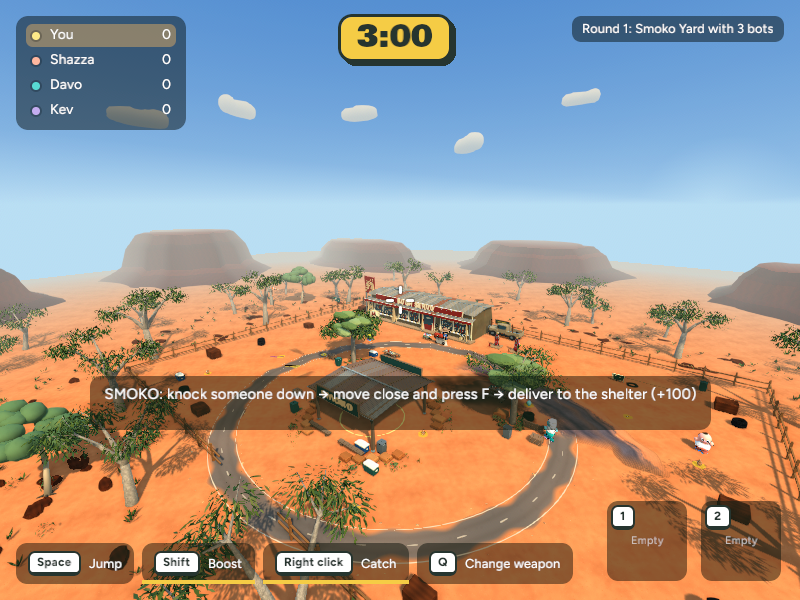 You 0
Shazza 0
Davo 0
Kev 0
3:00
Round 1: Smoko Yard with 3 bots
SMOKO: knock someone down → move close and press F → deliver to the shelter (+100)
1
Empty
2
Empty
Space Jump
Shift Boost
Right click Catch
Q Change weapon